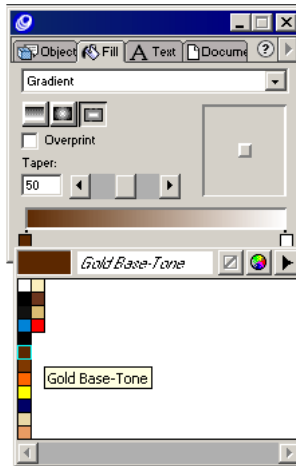 Object Fill A Text Docume ?
Gradient
Overprint
Taper:
50
Gold Base-Tone
Gold Base-Tone